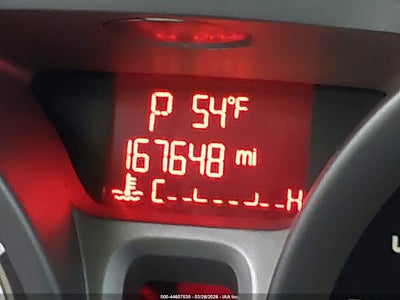 P 54°F
167648 mi
C H
000-44607530 - 03/26/2026 - IAA Inc.